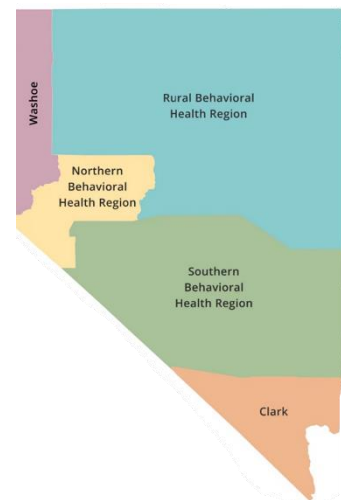 Washoe
Rural Behavioral
Health Region
Northern
Behavioral
Health Region
Southern
Behavioral
Health Region
Clark